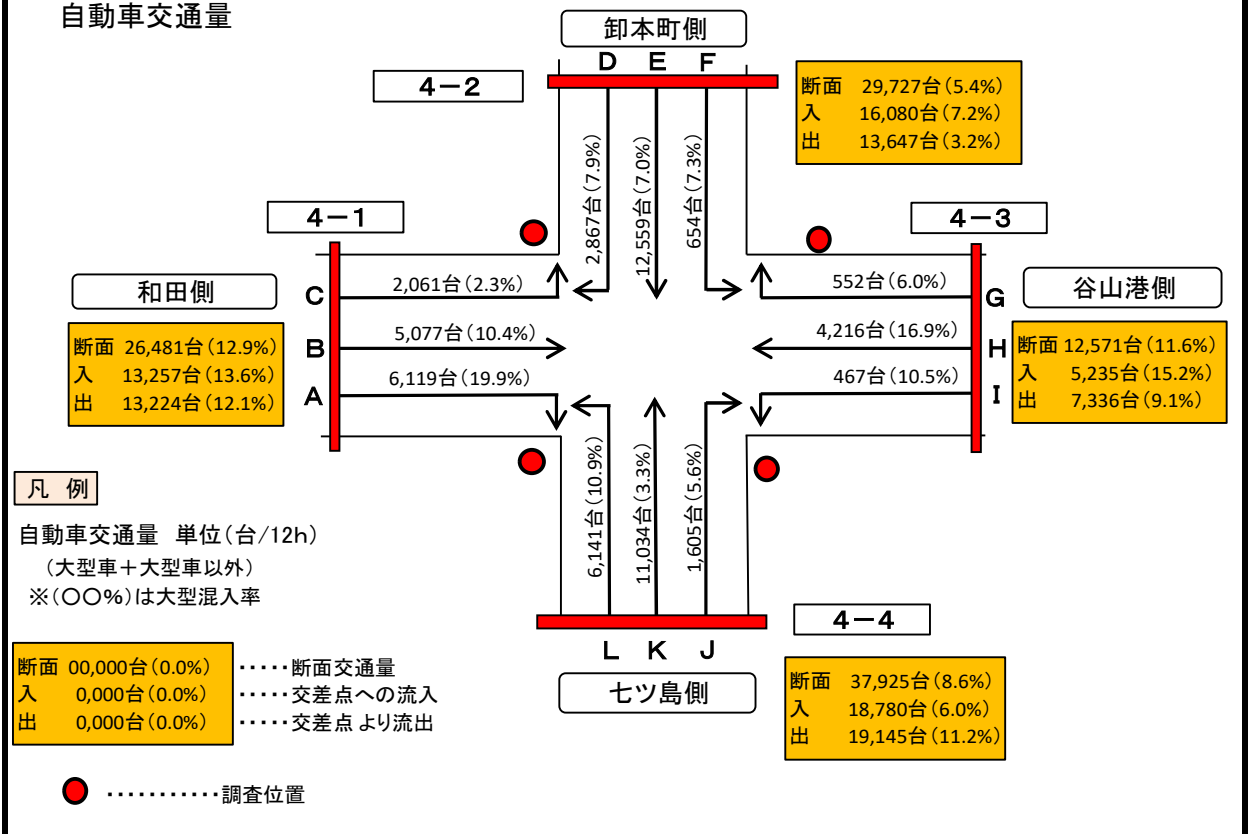 自動車交通量
卸本町側
D E F
4-2
断面 29,727台(5.4%)
入 16,080台(7.2%)
出 13,647台(3.2%)
2,867台(7.9%)
12,559台(7.0%)
654台(7.3%)
4-1
4-3
和田側
谷山港側
C
2,061台(2.3%)
552台(6.0%)
G
B
5,077台(10.4%)
4,216台(16.9%)
H
A
6,119台(19.9%)
467台(10.5%)
I
断面 26,481台(12.9%)
入 13,257台(13.6%)
出 13,224台(12.1%)
断面 12,571台(11.6%)
入 5,235台(15.2%)
出 7,336台(9.1%)
6,141台(10.9%)
11,034台(3.3%)
1,605台(5.6%)
凡 例
自動車交通量 単位(台/12h)
(大型車+大型車以外)
※(○○%)は大型混入率
4-4
L K J
七ツ島側
断面 00,000台(0.0%) ・・・・・断面交通量
入 0,000台(0.0%) ・・・・・交差点への流入
出 0,000台(0.0%) ・・・・・交差点より流出
断面 37,925台(8.6%)
入 18,780台(6.0%)
出 19,145台(11.2%)
・・・・・・・・・・・調査位置